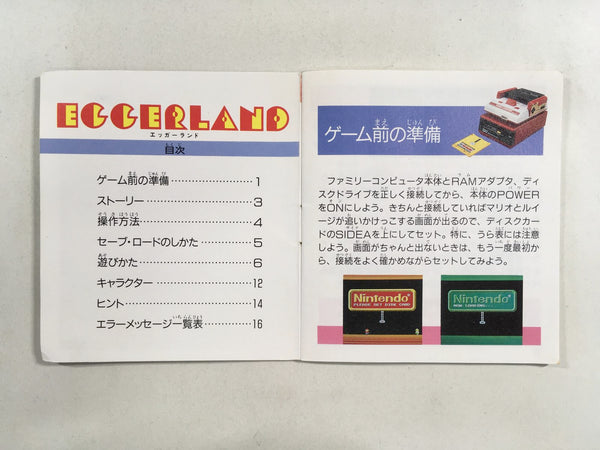 EGGERLAND
エッガーランド
目次
ゲーム前の準備 ………………… 1
ストーリー ………………… 3
操作方法 ………………… 4
セーブ・ロードのしかた ………… 5
遊びかた ………………… 6
キャラクター ………………… 12
ヒント ………………… 14
エラーメッセージ一覧表 ………… 16
ゲーム前の準備
ファミリーコンピュータ本体とRAMアダプタ、ディ
スクドライブを正しく接続してから、本体のPOWER
をONにしよう。きちんと接続していればマリオとルイ
ージが追いかけっこする画面が出るので、ディスクカー
ドのSIDEAを上にしてセット。特に、うら表には注意
しよう。画面がちゃんと出ないときは、もう一度最初か
ら、接続をよく確かめながらセットしてみよう。
Nintendo®
PLEASE SET DISK CARD
Nintendo®
NOW LOADING...